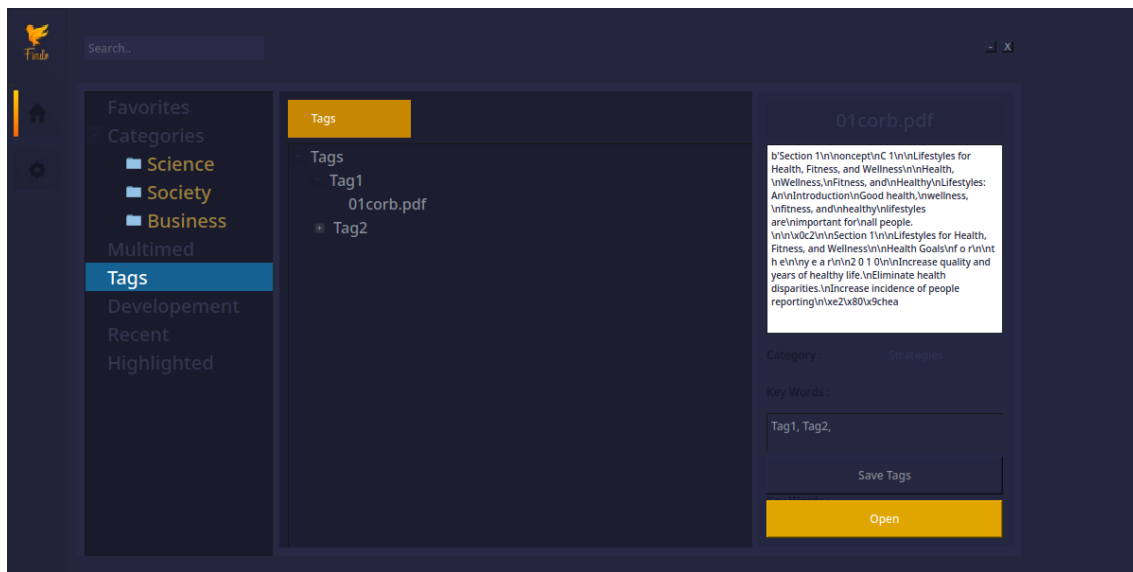 Finde
Search..
- X
Favorites
Categories
Science
Society
Business
Multimed
Tags
Developement
Recent
Highlighted
Tags
Tags
Tag1
01corb.pdf
Tag2
01corb.pdf
b'Section 1\n\noncept\nC 1\n\nLifestyles for
Health, Fitness, and Wellness\n\nHealth,
\nWellness,\nFitness, and\nHealthy\nLifestyles:
An\nIntroduction\nGood health,\nwellness,
\nfitness, and\nhealthy\nlifestyles
are\nimportant for\nall people.
\n\n\x0c2\n\nSection 1\n\nLifestyles for Health,
Fitness, and Wellness\n\nHealth Goals\nf o r\n\nt
h e\n\ny e a r\n\n2 0 1 0\n\nIncrease quality and
years of healthy life.\nEliminate health
disparities.\nIncrease incidence of people
reporting\n\xe2\x80\x9chea
Category : Strategies
Key Words :
Tag1, Tag2,
Save Tags
Open